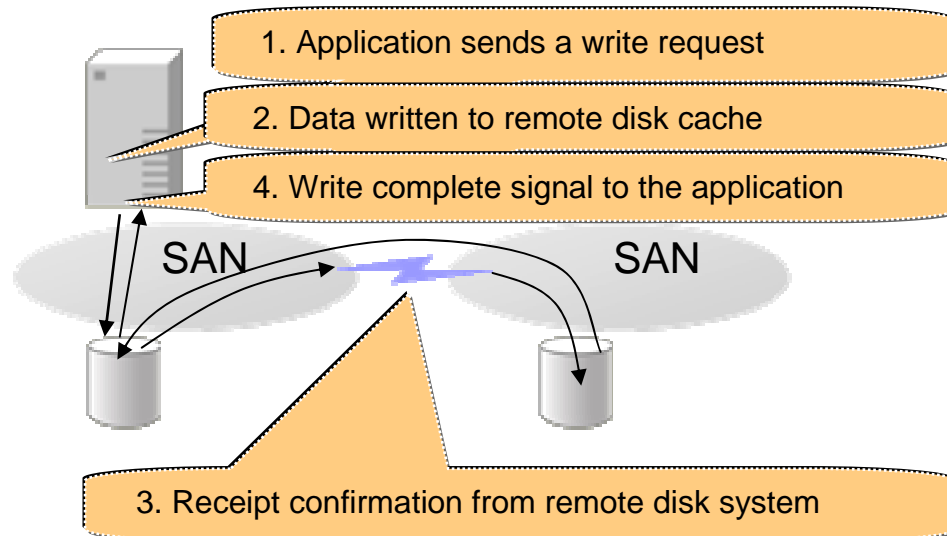 1. Application sends a write request
2. Data written to remote disk cache
4. Write complete signal to the application
SAN
SAN
3. Receipt confirmation from remote disk system